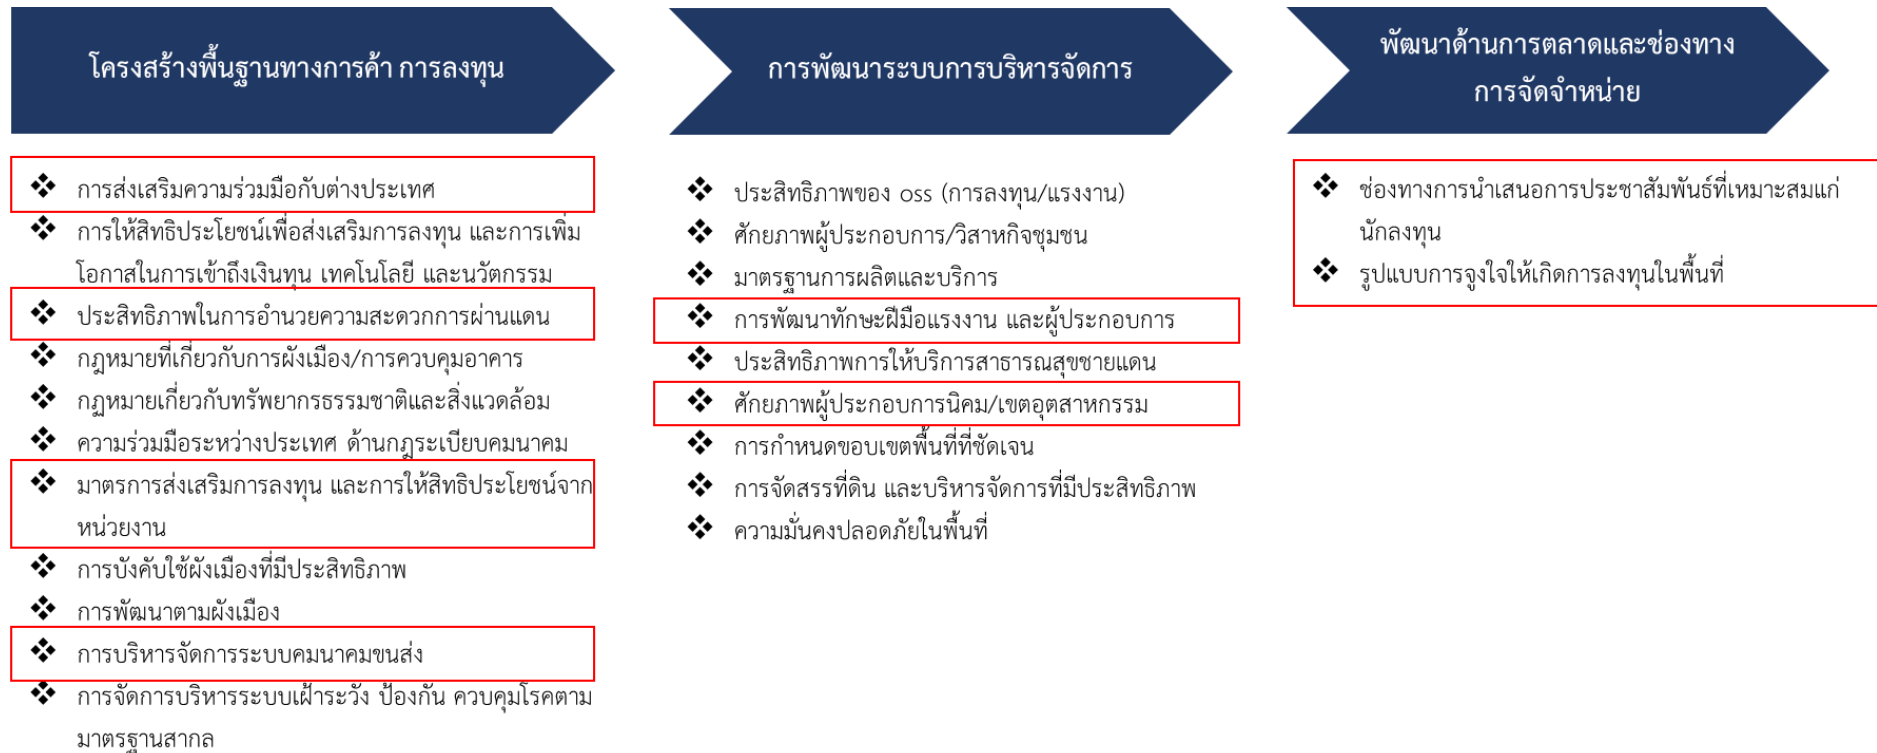 โครงสร้างพื้นฐานทางการค้า การลงทุน
❖ การส่งเสริมความร่วมมือกับต่างประเทศ
❖ การให้สิทธิประโยชน์เพื่อส่งเสริมการลงทุน และการเพิ่ม
โอกาสในการเข้าถึงเงินทุน เทคโนโลยี และนวัตกรรม
❖ ประสิทธิภาพในการอำนวยความสะดวกการผ่านแดน
❖ กฎหมายที่เกี่ยวกับการผังเมือง/การควบคุมอาคาร
❖ กฎหมายเกี่ยวกับทรัพยากรธรรมชาติและสิ่งแวดล้อม
❖ ความร่วมมือระหว่างประเทศ ด้านกฎระเบียบคมนาคม
❖ มาตรการส่งเสริมการลงทุน และการให้สิทธิประโยชน์จาก
หน่วยงาน
❖ การบังคับใช้ผังเมืองที่มีประสิทธิภาพ
❖ การพัฒนาตามผังเมือง
❖ การบริหารจัดการระบบคมนาคมขนส่ง
❖ การจัดการบริหารระบบเฝ้าระวัง ป้องกัน ควบคุมโรคตาม
มาตรฐานสากล
การพัฒนาระบบการบริหารจัดการ
❖ ประสิทธิภาพของ oss (การลงทุน/แรงงาน)
❖ ศักยภาพผู้ประกอบการ/วิสาหกิจชุมชน
❖ มาตรฐานการผลิตและบริการ
❖ การพัฒนาทักษะฝีมือแรงงาน และผู้ประกอบการ
❖ ประสิทธิภาพการให้บริการสาธารณสุขชายแดน
❖ ศักยภาพผู้ประกอบการนิคม/เขตอุตสาหกรรม
❖ การกำหนดขอบเขตพื้นที่ที่ชัดเจน
❖ การจัดสรรที่ดิน และบริหารจัดการที่มีประสิทธิภาพ
❖ ความมั่นคงปลอดภัยในพื้นที่
พัฒนาด้านการตลาดและช่องทาง
การจัดจำหน่าย
❖ ช่องทางการนำเสนอการประชาสัมพันธ์ที่เหมาะสมแก่
นักลงทุน
❖ รูปแบบการจูงใจให้เกิดการลงทุนในพื้นที่